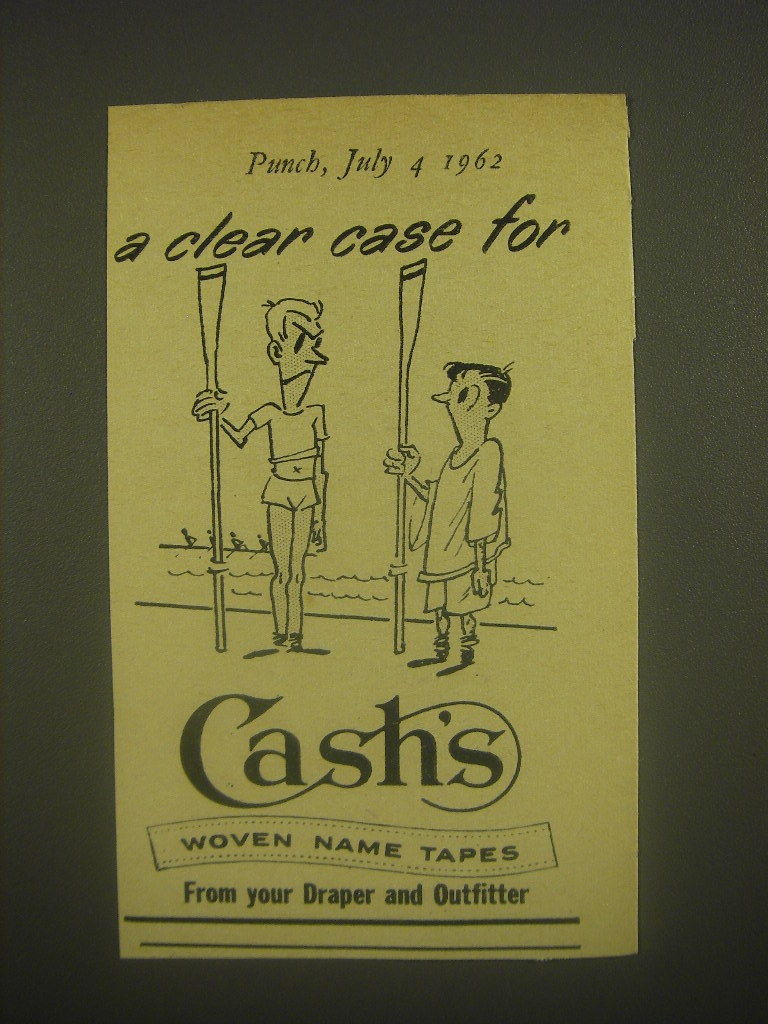 Punch, July 4 1962
a clear case for
Cash's
WOVEN NAME TAPES
From your Draper and Outfitter